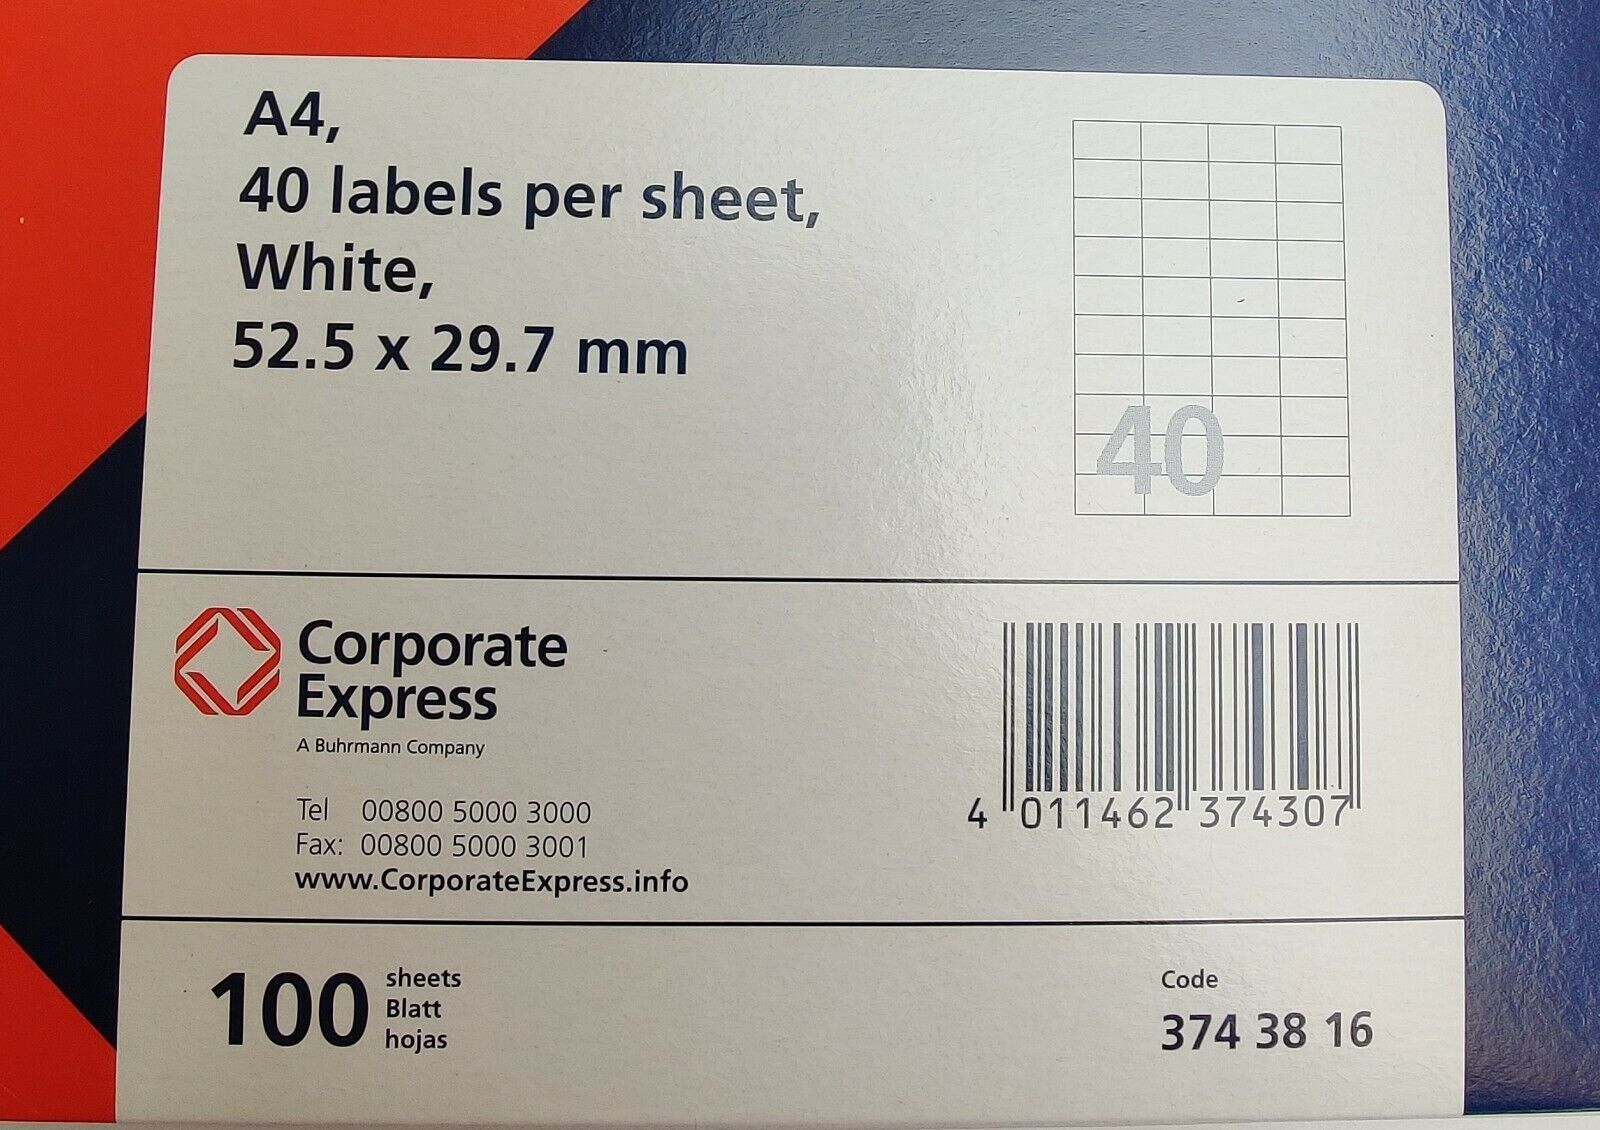 A4,
40 labels per sheet,
White,
52.5 x 29.7 mm
40
Corporate
Express
A Buhrmann Company
Tel 00800 5000 3000
Fax: 00800 5000 3001
www.CorporateExpress.info
4 011462 374307
100 sheets
Blatt
hojas
Code
374 38 16